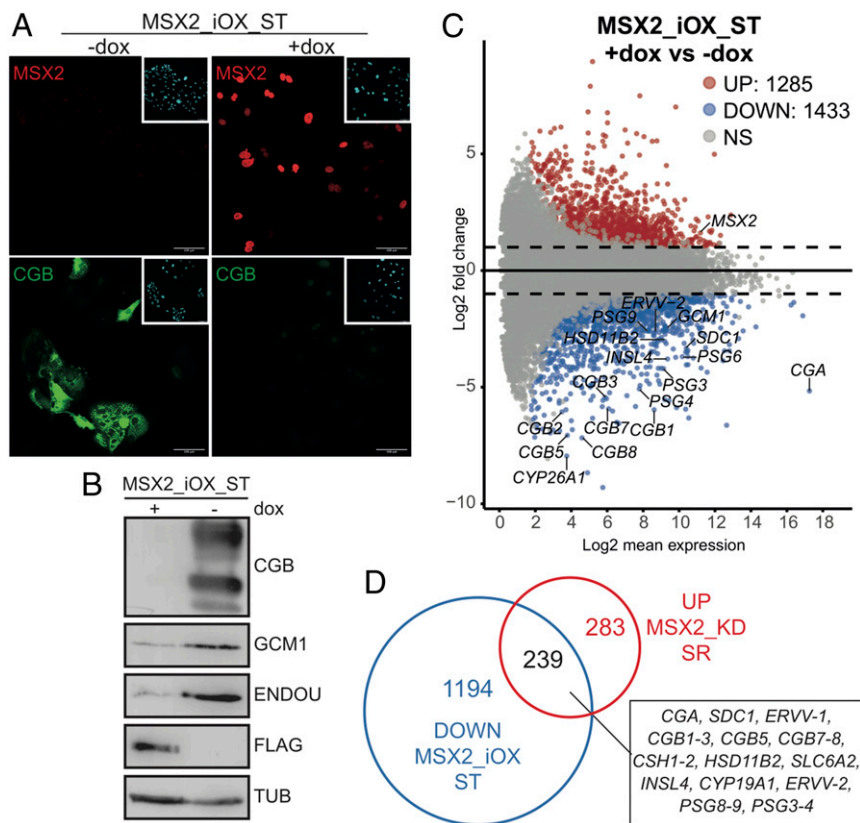 A
MSX2_iOX_ST
-dox
+dox
MSX2
MSX2
CGB
CGB
B
MSX2_iOX_ST
+ - dox
CGB
GCM1
ENDOU
FLAG
TUB
C
MSX2_iOX_ST
+dox vs -dox
UP: 1285
DOWN: 1433
NS
Log2 fold change
5
0
−5
−10
MSX2
ERVV−2
PSG9
GCM1
HSD11B2
SDC1
INSL4
PSG6
CGB3
PSG3
CGA
PSG4
CGB2
CGB7
CGB1
CGB5
CGB8
CYP26A1
0 2 4 6 8 10 12 14 16 18
Log2 mean expression
D
283
UP
MSX2_KD
SR
239
1194
DOWN
MSX2_iOX
ST
CGA, SDC1, ERVV-1,
CGB1-3, CGB5, CGB7-8,
CSH1-2, HSD11B2, SLC6A2,
INSL4, CYP19A1, ERVV-2,
PSG8-9, PSG3-4